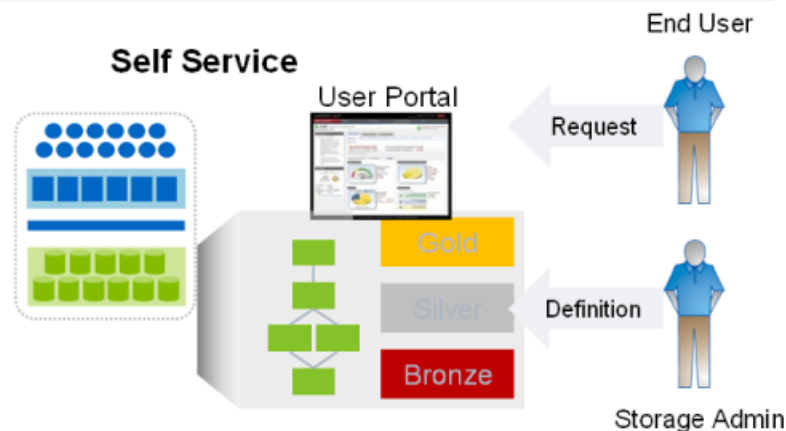 End User
Self Service
User Portal
Request
Gold
Silver
Definition
Bronze
Storage Admin